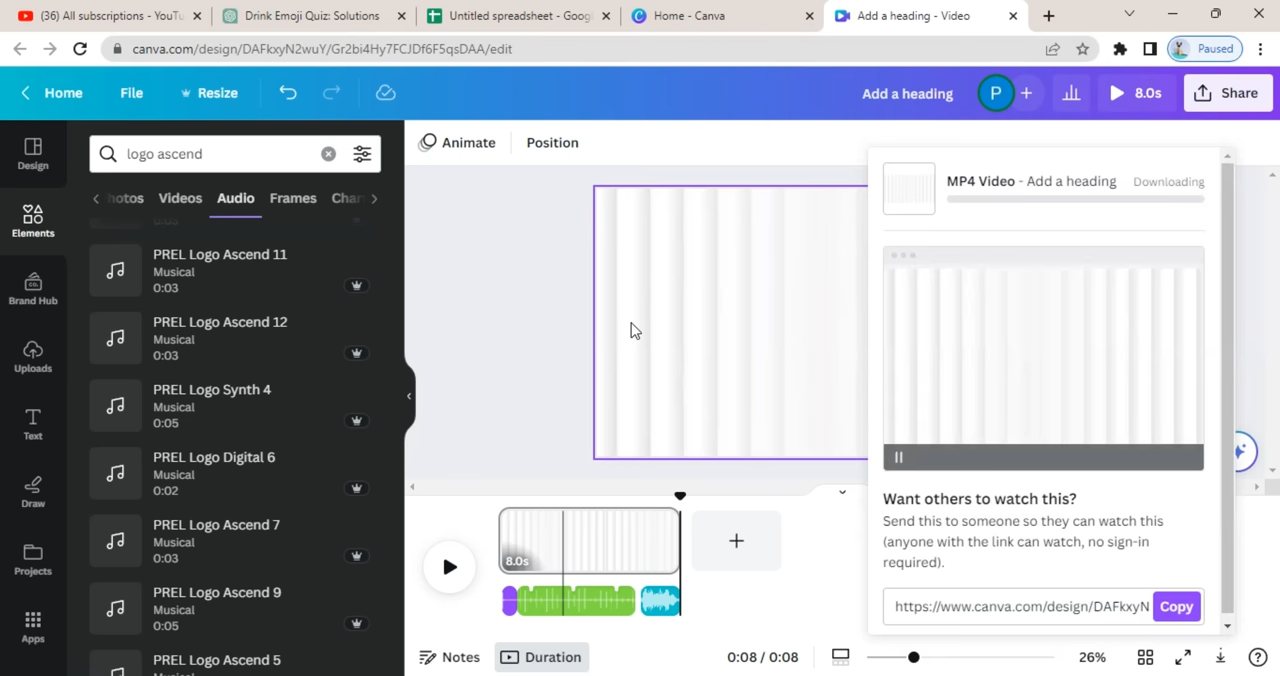 (36) All subscriptions - YouTu
Drink Emoji Quiz: Solutions
Untitled spreadsheet - Goog
Home - Canva
Add a heading - Video
canva.com/design/DAFkxyN2wuY/Gr2bi4Hy7FCJDf6F5qsDAA/edit
Paused
Home
File
Resize
Add a heading
P
8.0s
Share
Design
Elements
Brand Hub
Uploads
Text
Draw
Projects
Apps
logo ascend
hotos
Videos
Audio
Frames
Char
0:03
PREL Logo Ascend 11
Musical
0:03
PREL Logo Ascend 12
Musical
0:03
PREL Logo Synth 4
Musical
0:05
PREL Logo Digital 6
Musical
0:02
PREL Logo Ascend 7
Musical
0:03
PREL Logo Ascend 9
Musical
0:05
PREL Logo Ascend 5
Animate
Position
MP4 Video - Add a heading
Downloading
Want others to watch this?
Send this to someone so they can watch this
(anyone with the link can watch, no sign-in
required).
https://www.canva.com/design/DAFkxyN
Copy
8.0s
Notes
Duration
0:08 / 0:08
26%